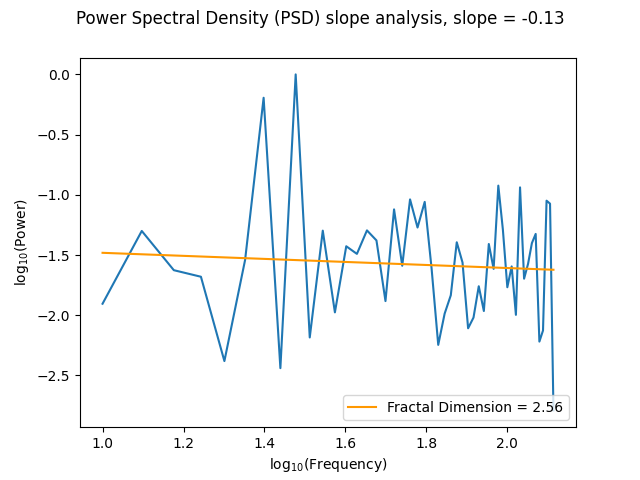 Power Spectral Density (PSD) slope analysis, slope = -0.13
0.0
−0.5
−1.0
−1.5
−2.0
−2.5
log10(Power)
Fractal Dimension = 2.56
1.0 1.2 1.4 1.6 1.8 2.0
log10(Frequency)